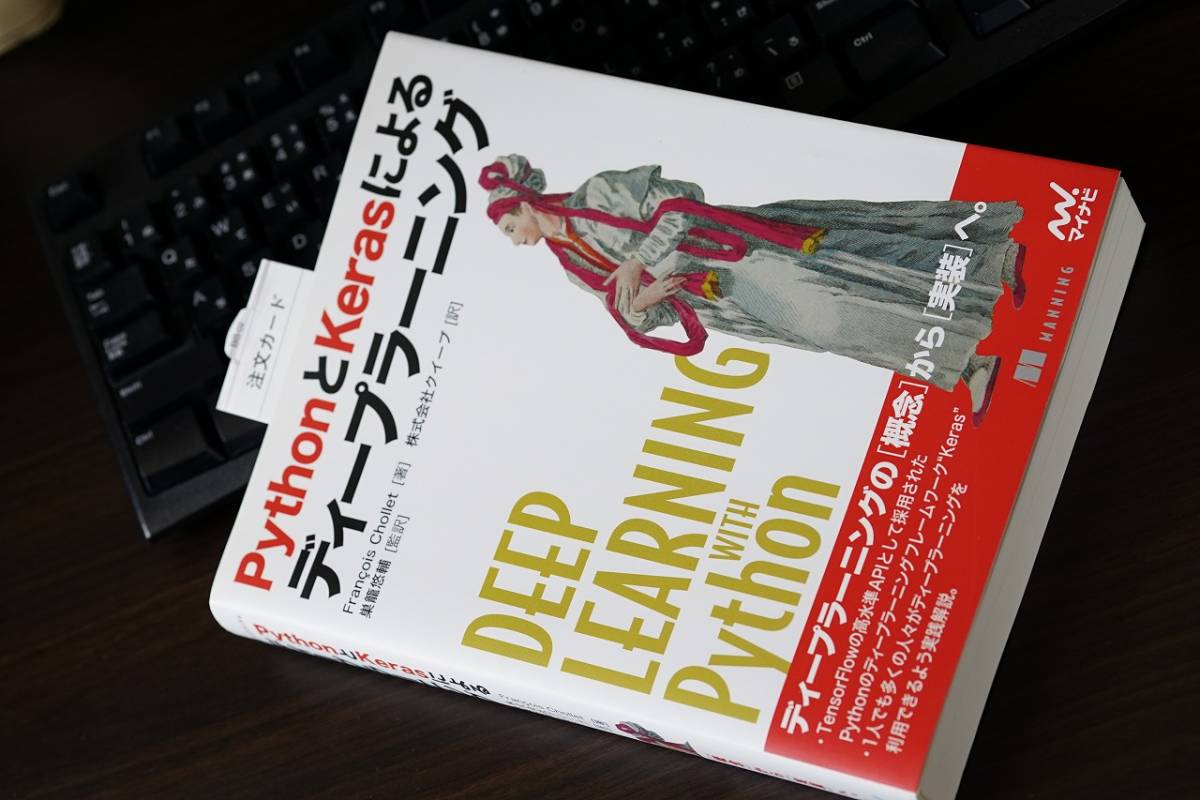 PythonとKerasによる
ディープラーニング
François Chollet [著] 株式会社クイープ [訳]
巣籠悠輔 [監訳]
DEEP
LEARNING
WITH
Python
ディープラーニングの[概念]から[実装]へ。
・TensorFlowの高水準APIとして採用された
Pythonのディープラーニングフレームワーク“Keras”
・1人でも多くの人々がディープラーニングを
利用できるよう実践解説。
マイナビ
MANNING
注文カード
PythonとKerasによる
François Chollet [著]
Ctrl